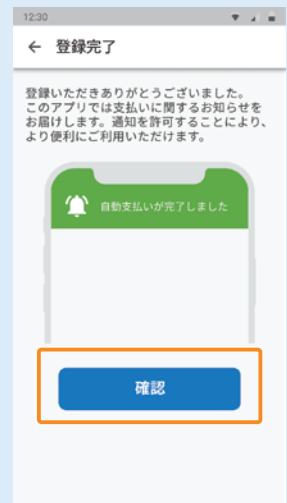 12:30
← 登録完了
登録いただきありがとうございました。
このアプリでは支払いに関するお知らせを
お届けします。通知を許可することにより、
より便利にご利用いただけます。
自動支払いが完了しました
確認